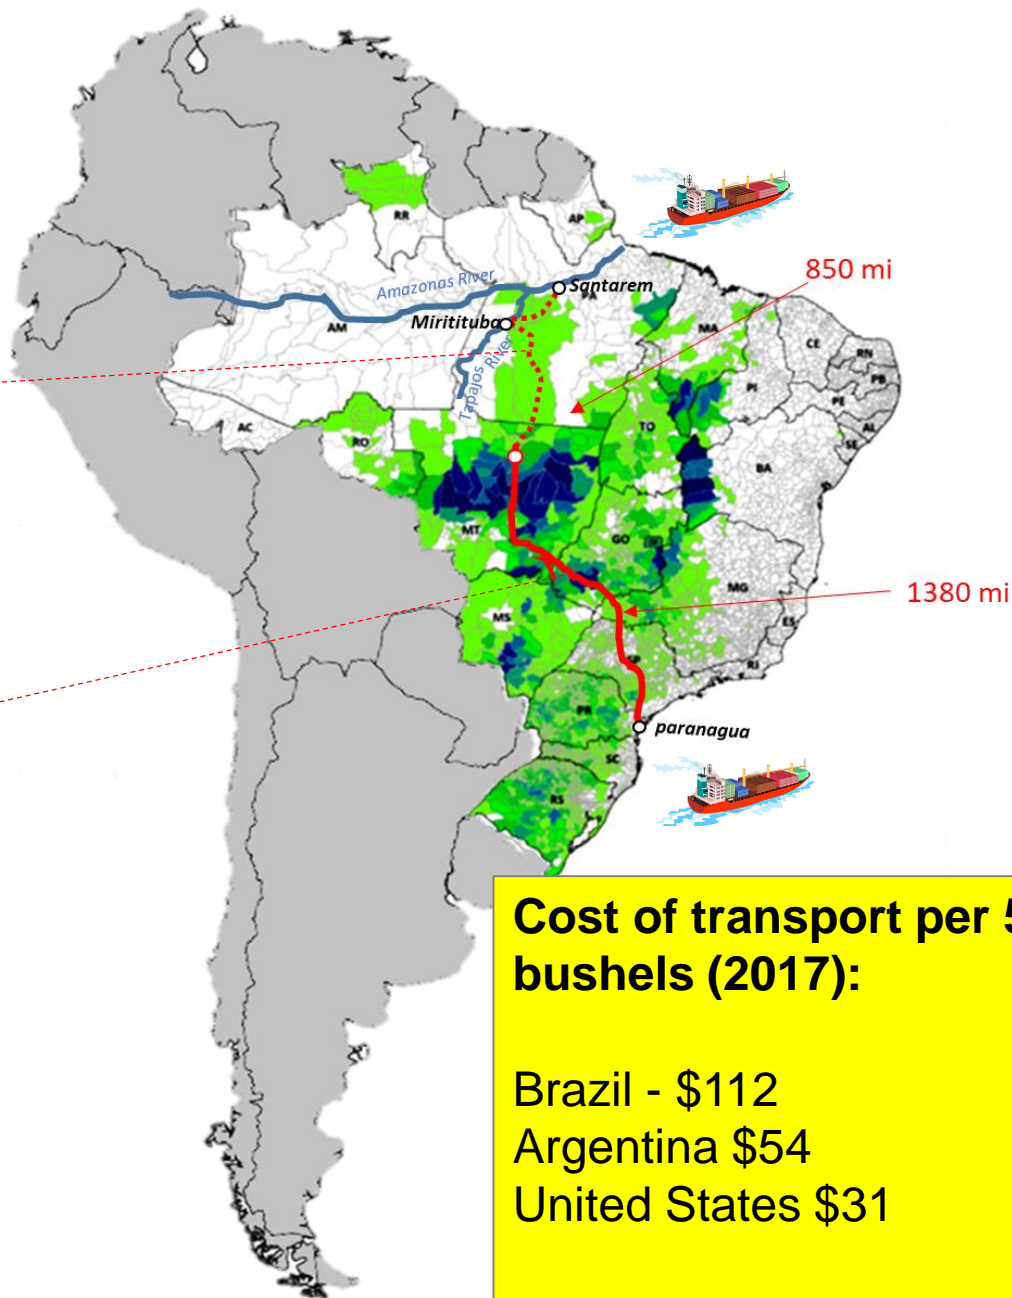 RR
AP
850 mi
Amazonas River
Santarem
PA
Miritituba
AM
MA
CE
RN
PB
PI
PE
AL
SE
Tapajos River
AC
RO
TO
BA
MT
GO
DF
MG
1380 mi
ES
MS
SP
RJ
PR
paranagua
SC
RS
Cost of transport per 5
bushels (2017):
Brazil - $112
Argentina $54
United States $31